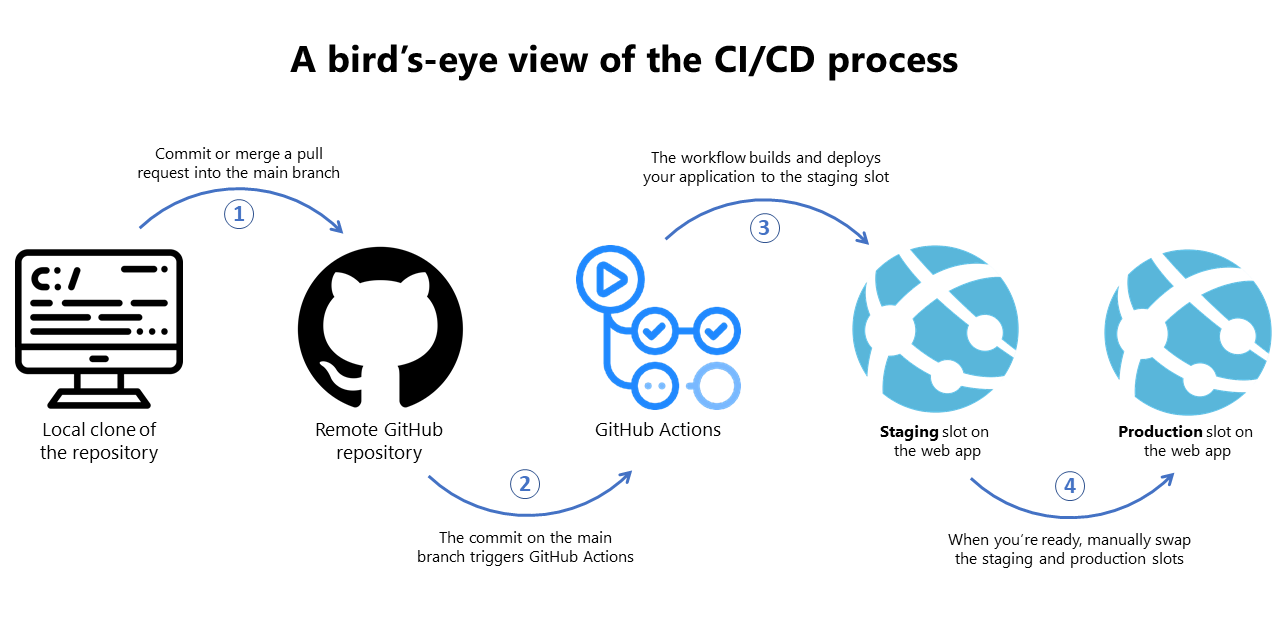 A bird's-eye view of the CI/CD process
Commit or merge a pull
request into the main branch
1
The workflow builds and deploys
your application to the staging slot
3
C:/
Local clone of
the repository
Remote GitHub
repository
GitHub Actions
Staging slot on
the web app
Production slot on
the web app
2
The commit on the main
branch triggers GitHub Actions
4
When you're ready, manually swap
the staging and production slots